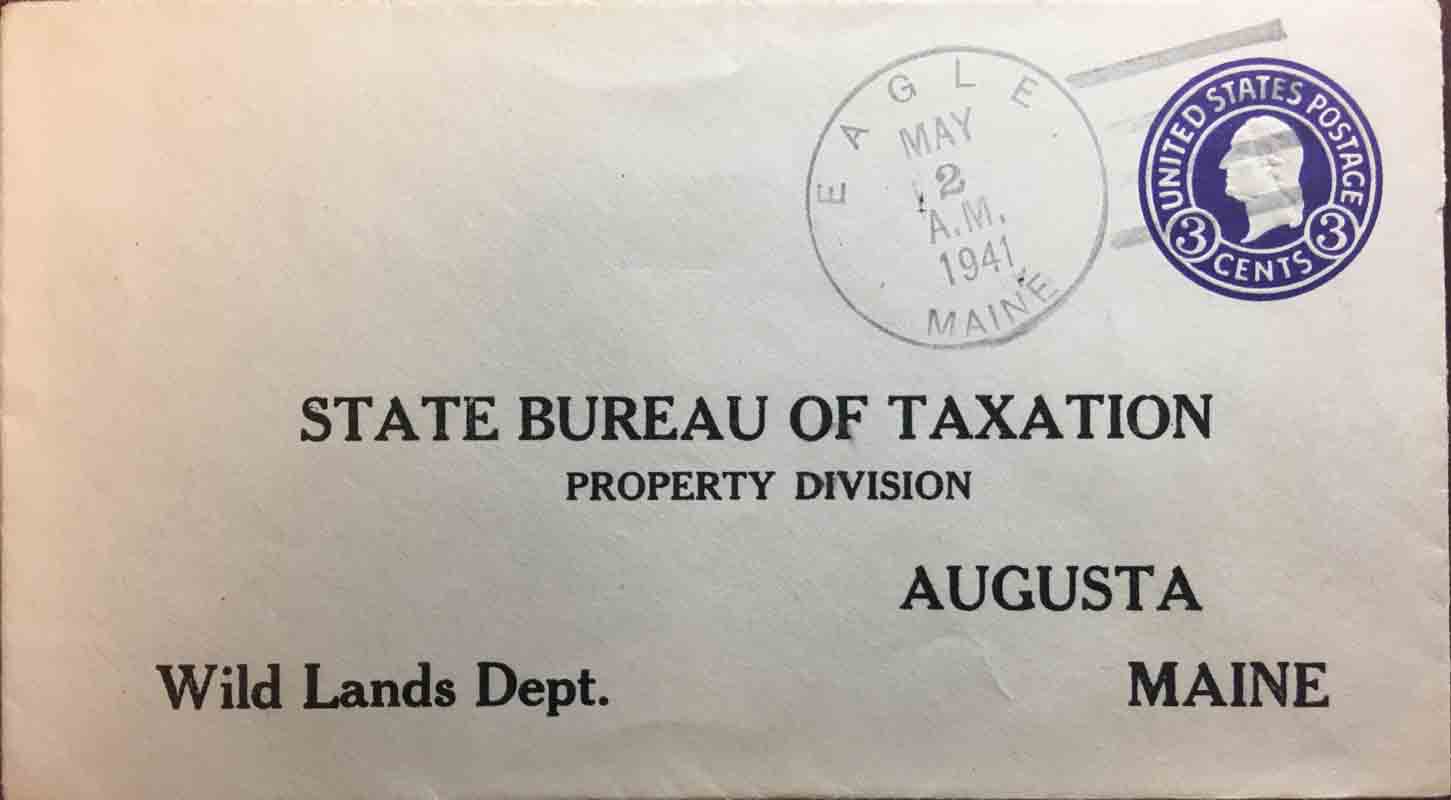 EAGLE
MAY
2
A.M.
1941
MAINE
UNITED STATES POSTAGE
3 3
CENTS
STATE BUREAU OF TAXATION
PROPERTY DIVISION
AUGUSTA
Wild Lands Dept. MAINE